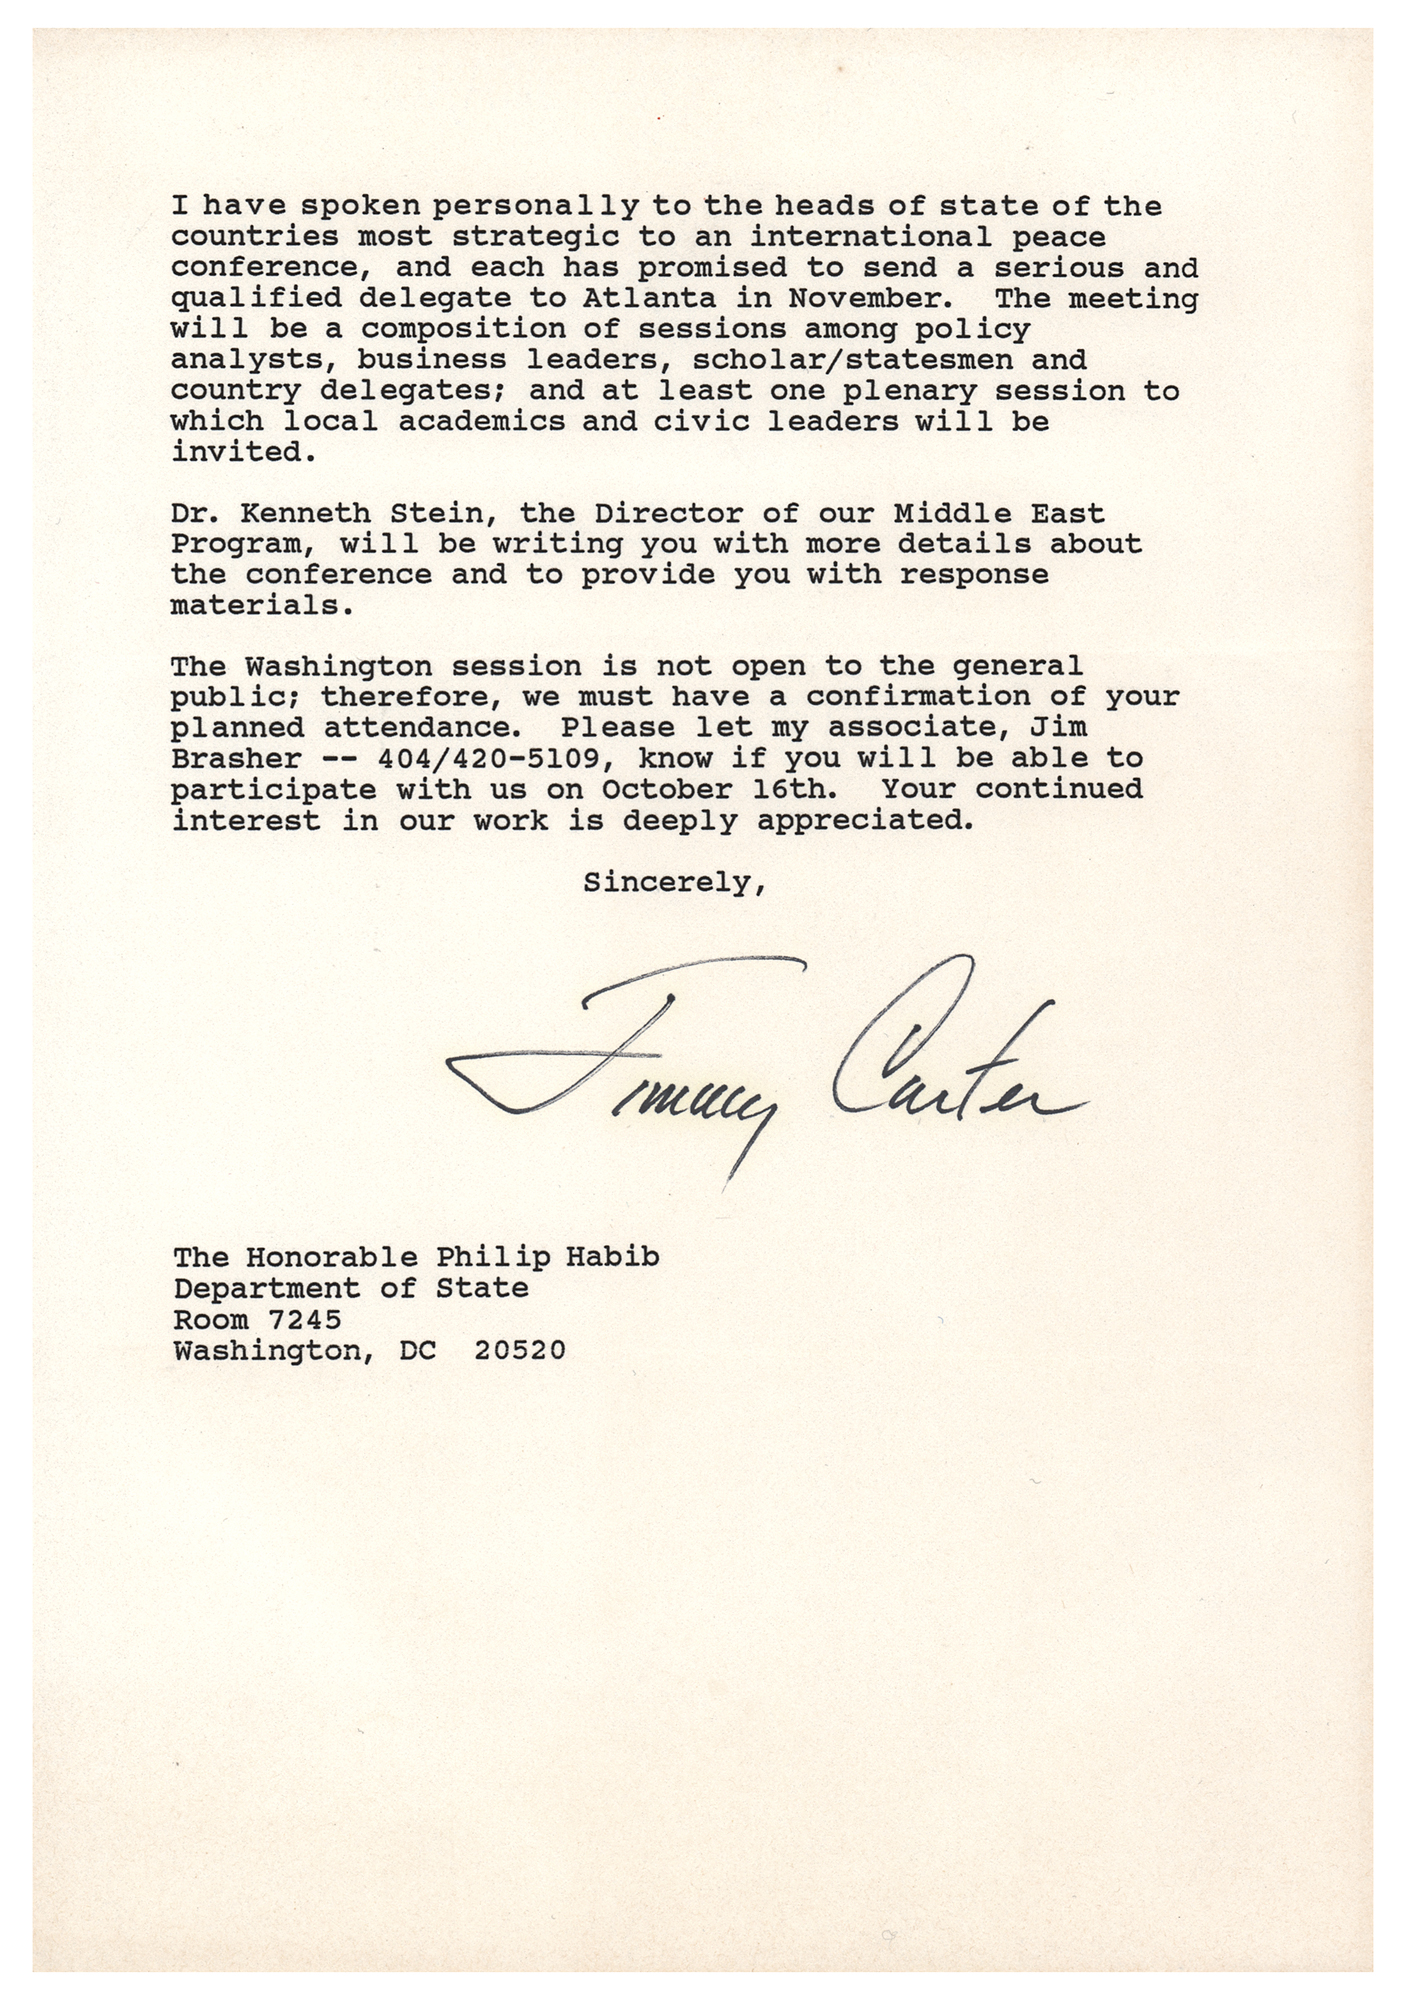 I have spoken personally to the heads of state of the
countries most strategic to an international peace
conference, and each has promised to send a serious and
qualified delegate to Atlanta in November.  The meeting
will be a composition of sessions among policy
analysts, business leaders, scholar/statesmen and
country delegates; and at least one plenary session to
which local academics and civic leaders will be
invited.
Dr. Kenneth Stein, the Director of our Middle East
Program, will be writing you with more details about
the conference and to provide you with response
materials.
The Washington session is not open to the general
public; therefore, we must have a confirmation of your
planned attendance.  Please let my associate, Jim
Brasher -- 404/420-5109, know if you will be able to
participate with us on October 16th.  Your continued
interest in our work is deeply appreciated.
Sincerely,
Jimmy Carter
The Honorable Philip Habib
Department of State
Room 7245
Washington, DC  20520